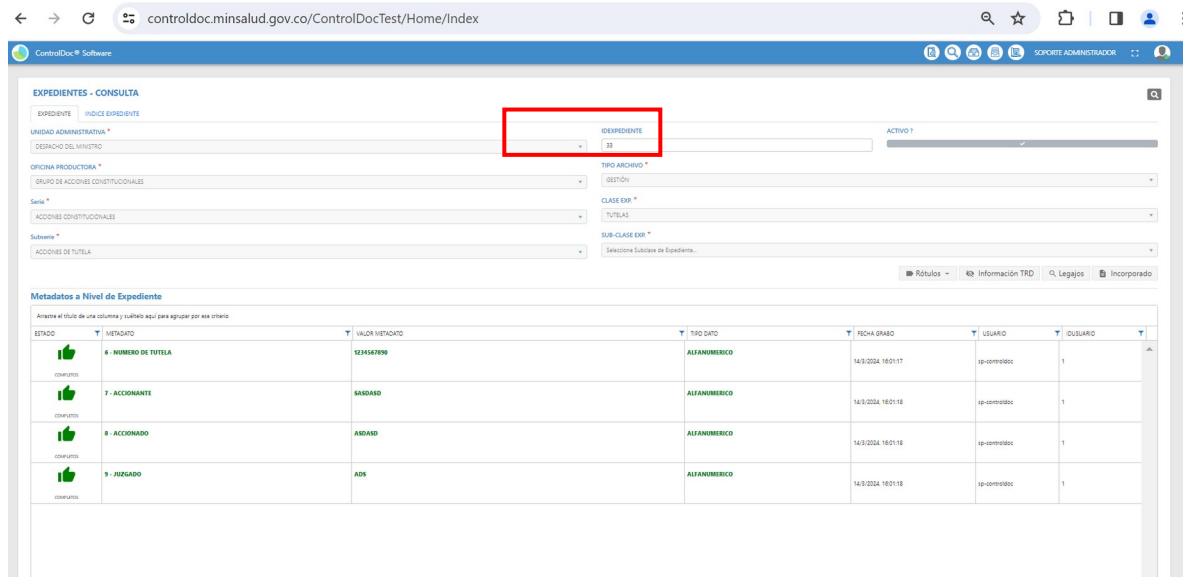 controldoc.minsalud.gov.co/ControlDocTest/Home/Index
ControlDoc® Software
SOPORTE ADMINISTRADOR
EXPEDIENTES - CONSULTA
EXPEDIENTE INDICE EXPEDIENTE
UNIDAD ADMINISTRATIVA * IDEXPEDIENTE ACTIVO ?
DESPACHO DEL MINISTRO 33
OFICINA PRODUCTORA * TIPO ARCHIVO *
GRUPO DE ACCIONES CONSTITUCIONALES GESTIÓN
Serie * CLASE EXP. *
ACCIONES CONSTITUCIONALES TUTELAS
Subserie * SUB-CLASE EXP. *
ACCIONES DE TUTELA Seleccione Subclase de Expediente...
Rótulos Información TRD Legajos Incorporado
Metadatos a Nivel de Expediente
Arrastre el título de una columna y suéltelo aquí para agrupar por ese criterio
ESTADO METADATO VALOR METADATO TIPO DATO FECHA GRABO USUARIO IDUSUARIO
6 - NUMERO DE TUTELA 1234567890 ALFANUMERICO
14/3/2024, 16:01:17 sp-controldoc 1
COMPLETOS
7 - ACCIONANTE SASDASD ALFANUMERICO
14/3/2024, 16:01:18 sp-controldoc 1
COMPLETOS
8 - ACCIONADO ASDASD ALFANUMERICO
14/3/2024, 16:01:18 sp-controldoc 1
COMPLETOS
9 - JUZGADO ADS ALFANUMERICO
14/3/2024, 16:01:18 sp-controldoc 1
COMPLETOS